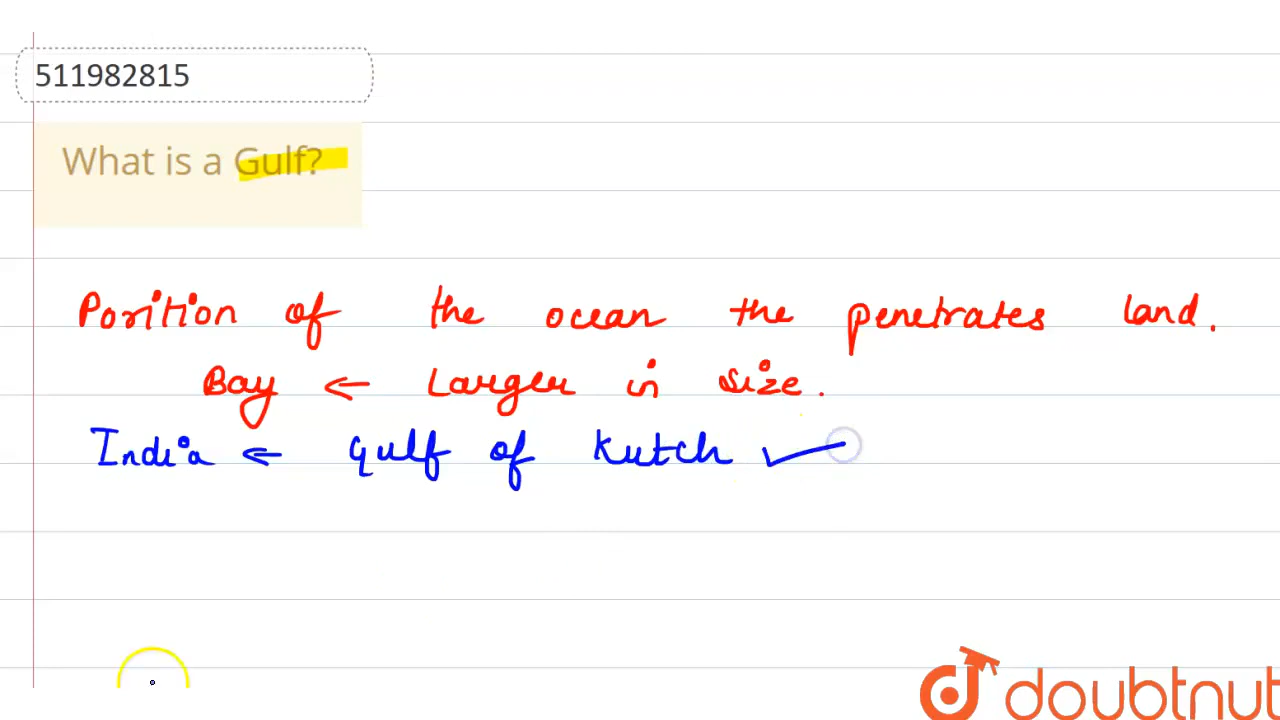 511982815
What is a Gulf?
Porition of the ocean the penetrates land.
Bay ← Larger in size.
India ← Gulf of Kutch ✓
doubtnut